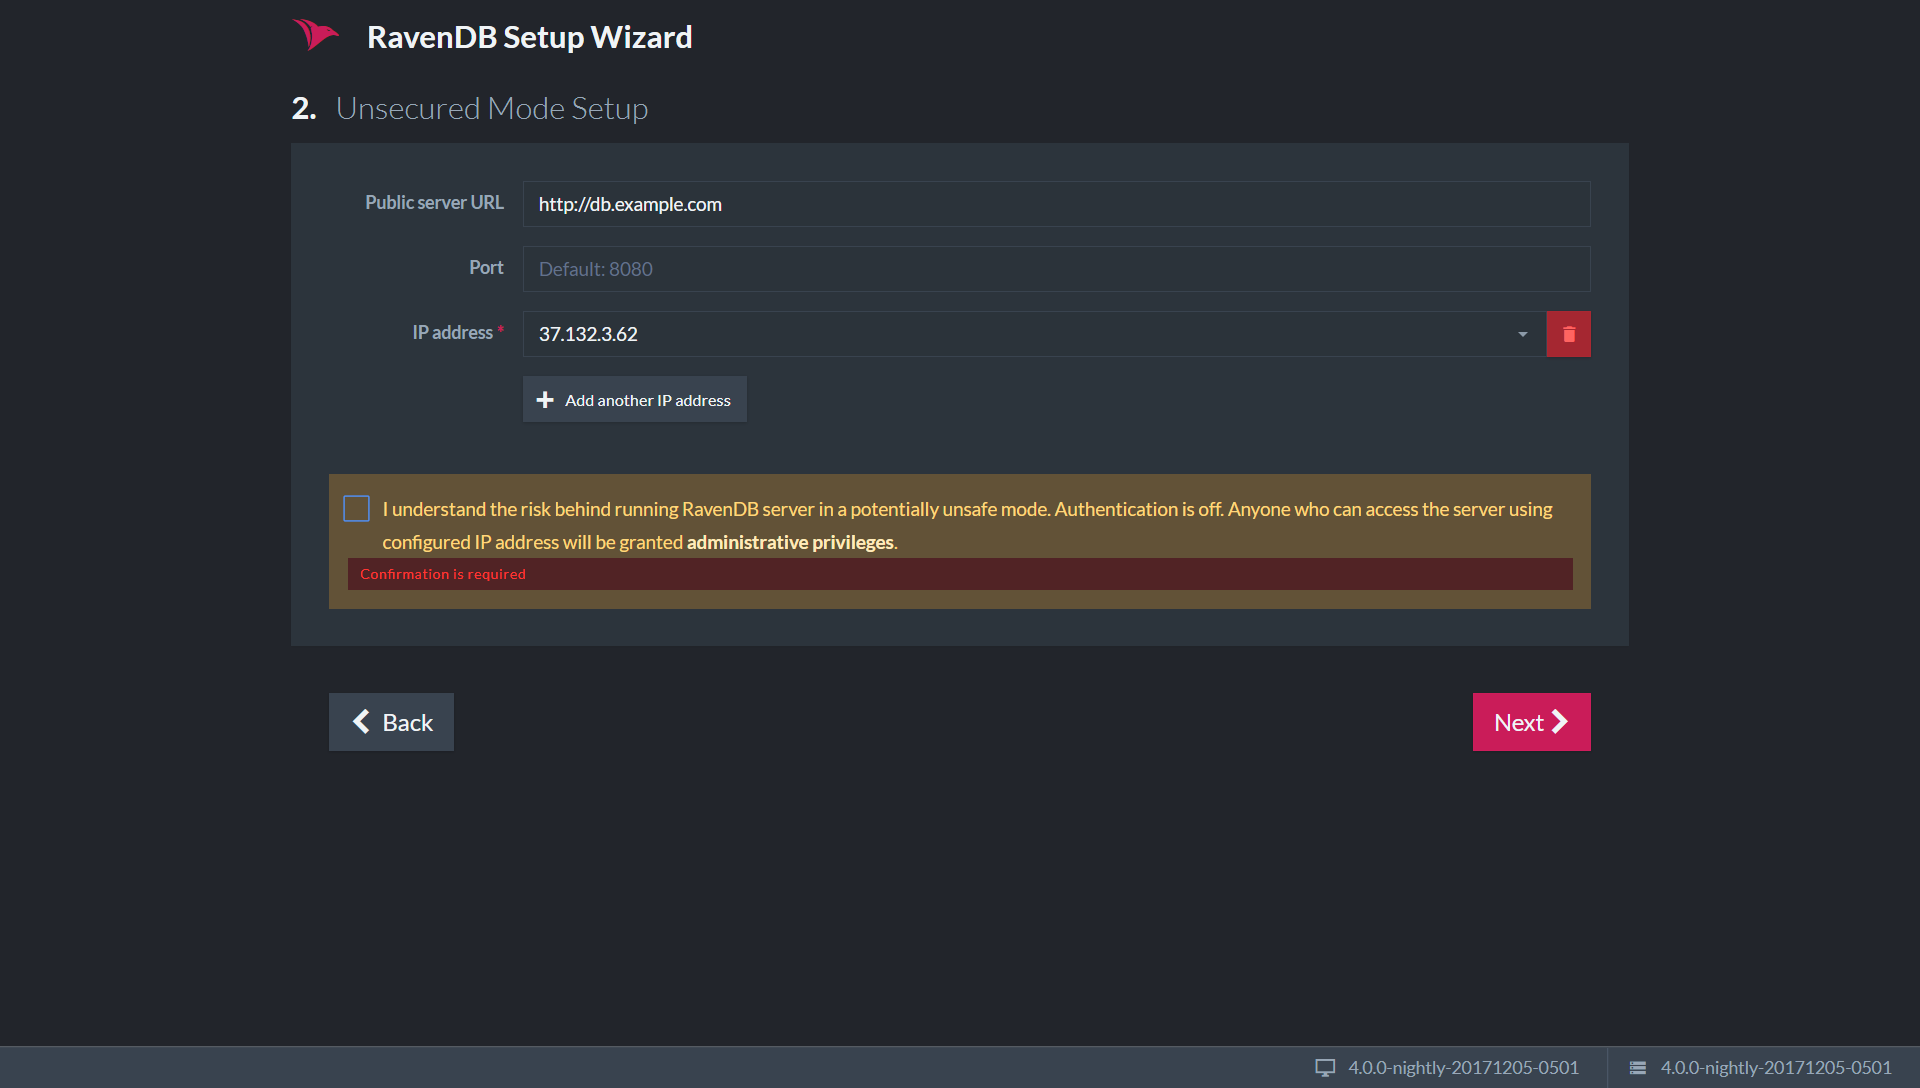 RavenDB Setup Wizard
2. Unsecured Mode Setup
Public server URL http://db.example.com
Port Default: 8080
IP address * 37.132.3.62
Add another IP address
I understand the risk behind running RavenDB server in a potentially unsafe mode. Authentication is off. Anyone who can access the server using
configured IP address will be granted administrative privileges.
Confirmation is required
Back Next
4.0.0-nightly-20171205-0501 4.0.0-nightly-20171205-0501